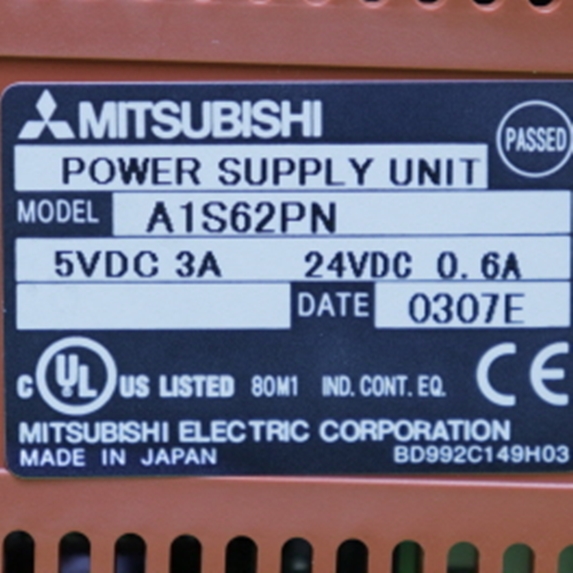 MITSUBISHI
PASSED
POWER SUPPLY UNIT
MODEL A1S62PN
5VDC 3A 24VDC 0.6A
DATE 0307E
C UL US LISTED 80M1 IND. CONT. EQ. CE
MITSUBISHI ELECTRIC CORPORATION
MADE IN JAPAN BD992C149H03